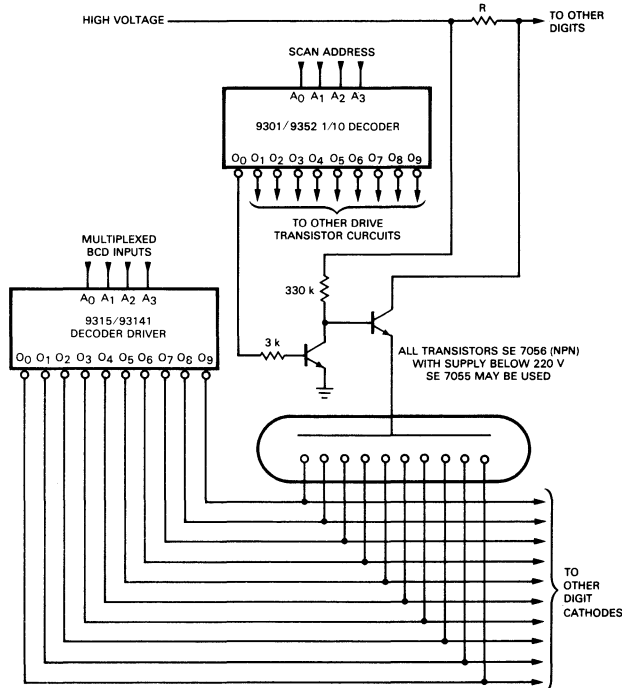 R
HIGH VOLTAGE
TO OTHER
DIGITS
SCAN ADDRESS
A0 A1 A2 A3
9301/9352 1/10 DECODER
O0 O1 O2 O3 O4 O5 O6 O7 O8 O9
TO OTHER DRIVE
TRANSISTOR CURCUITS
MULTIPLEXED
BCD INPUTS
A0 A1 A2 A3
9315/93141
DECODER DRIVER
O0 O1 O2 O3 O4 O5 O6 O7 O8 O9
330 k
3 k
ALL TRANSISTORS SE 7056 (NPN)
WITH SUPPLY BELOW 220 V
SE 7055 MAY BE USED
TO
OTHER
DIGIT
CATHODES